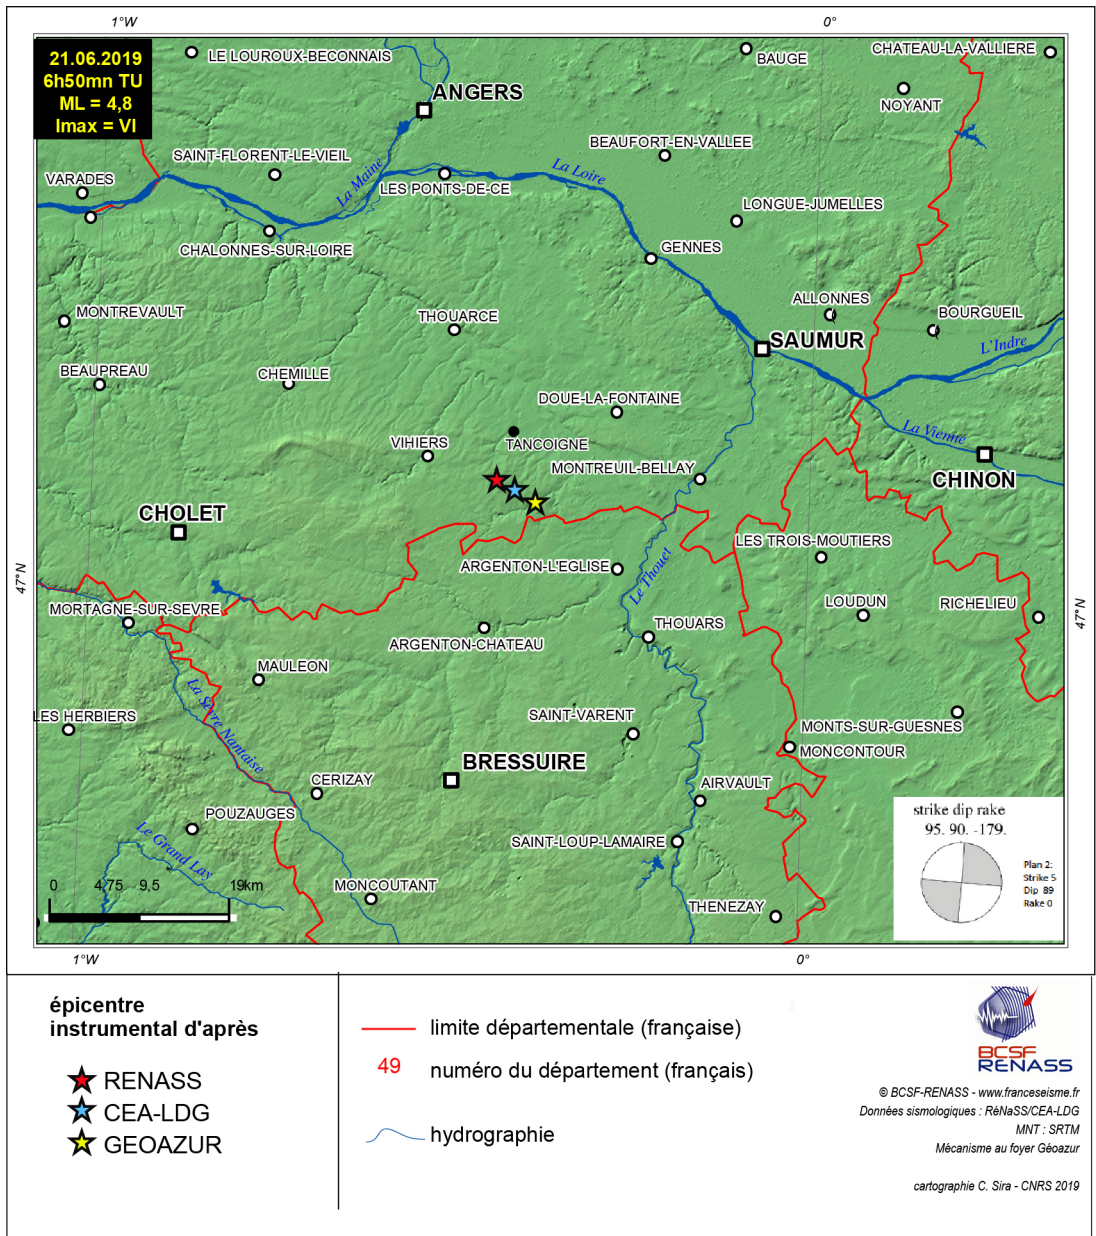 1°W
0°
21.06.2019
6h50mn TU
ML = 4,8
Imax = VI
LE LOUROUX-BECONNAIS
BAUGE
CHATEAU-LA-VALLIERE
ANGERS
NOYANT
BEAUFORT-EN-VALLEE
SAINT-FLORENT-LE-VIEIL
La Maine
La Loire
VARADES
LES PONTS-DE-CE
LONGUE-JUMELLES
CHALONNES-SUR-LOIRE
GENNES
MONTREVAULT
THOUARCE
ALLONNES
BOURGUEIL
SAUMUR
L'Indre
BEAUPREAU
CHEMILLE
DOUE-LA-FONTAINE
La Vienne
VIHIERS
TANCOIGNE
MONTREUIL-BELLAY
CHINON
CHOLET
LES TROIS-MOUTIERS
ARGENTON-L'EGLISE
Le Thouet
47°N
47°N
MORTAGNE-SUR-SEVRE
LOUDUN
RICHELIEU
THOUARS
ARGENTON-CHATEAU
MAULEON
La Sèvre Nantaise
LES HERBIERS
SAINT-VARENT
MONTS-SUR-GUESNES
MONCONTOUR
BRESSUIRE
CERIZAY
AIRVAULT
POUZAUGES
Le Grand Lay
SAINT-LOUP-LAMAIRE
MONCOUTANT
THENEZAY
0 4,75 9,5 19km
strike dip rake
95. 90. -179.
Plan 2:
Strike 5
Dip 89
Rake 0
1°W
0°
épicentre
instrumental d'après
RENASS
CEA-LDG
GEOAZUR
limite départementale (française)
49 numéro du département (français)
hydrographie
BCSF
RENASS
© BCSF-RENASS - www.franceseisme.fr
Données sismologiques : RéNaSS/CEA-LDG
MNT : SRTM
Mécanisme au foyer Géoazur
cartographie C. Sira - CNRS 2019